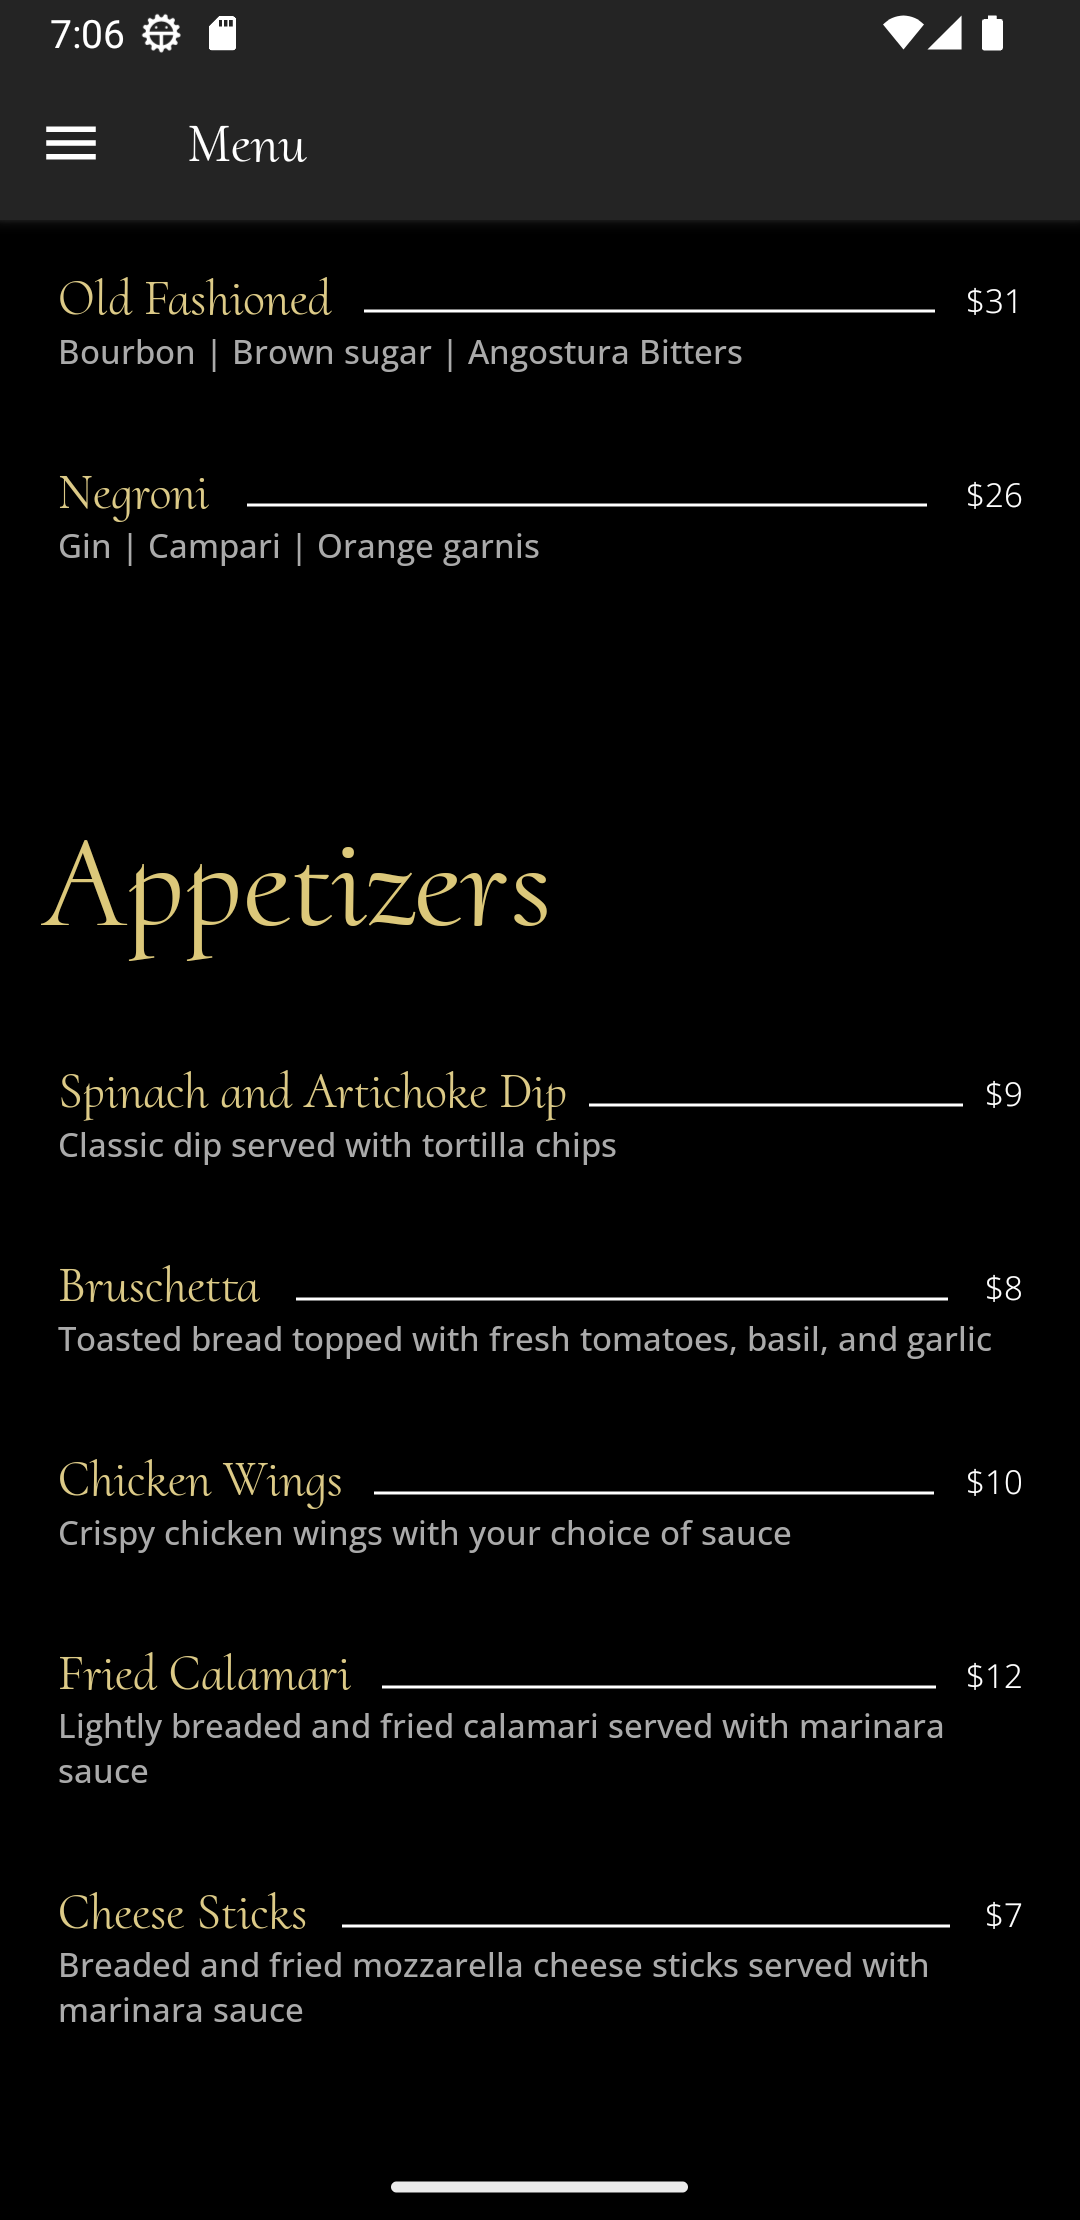 7:06
Menu
Old Fashioned $31
Bourbon | Brown sugar | Angostura Bitters
Negroni $26
Gin | Campari | Orange garnis
Appetizers
Spinach and Artichoke Dip $9
Classic dip served with tortilla chips
Bruschetta $8
Toasted bread topped with fresh tomatoes, basil, and garlic
Chicken Wings $10
Crispy chicken wings with your choice of sauce
Fried Calamari $12
Lightly breaded and fried calamari served with marinara
sauce
Cheese Sticks $7
Breaded and fried mozzarella cheese sticks served with
marinara sauce